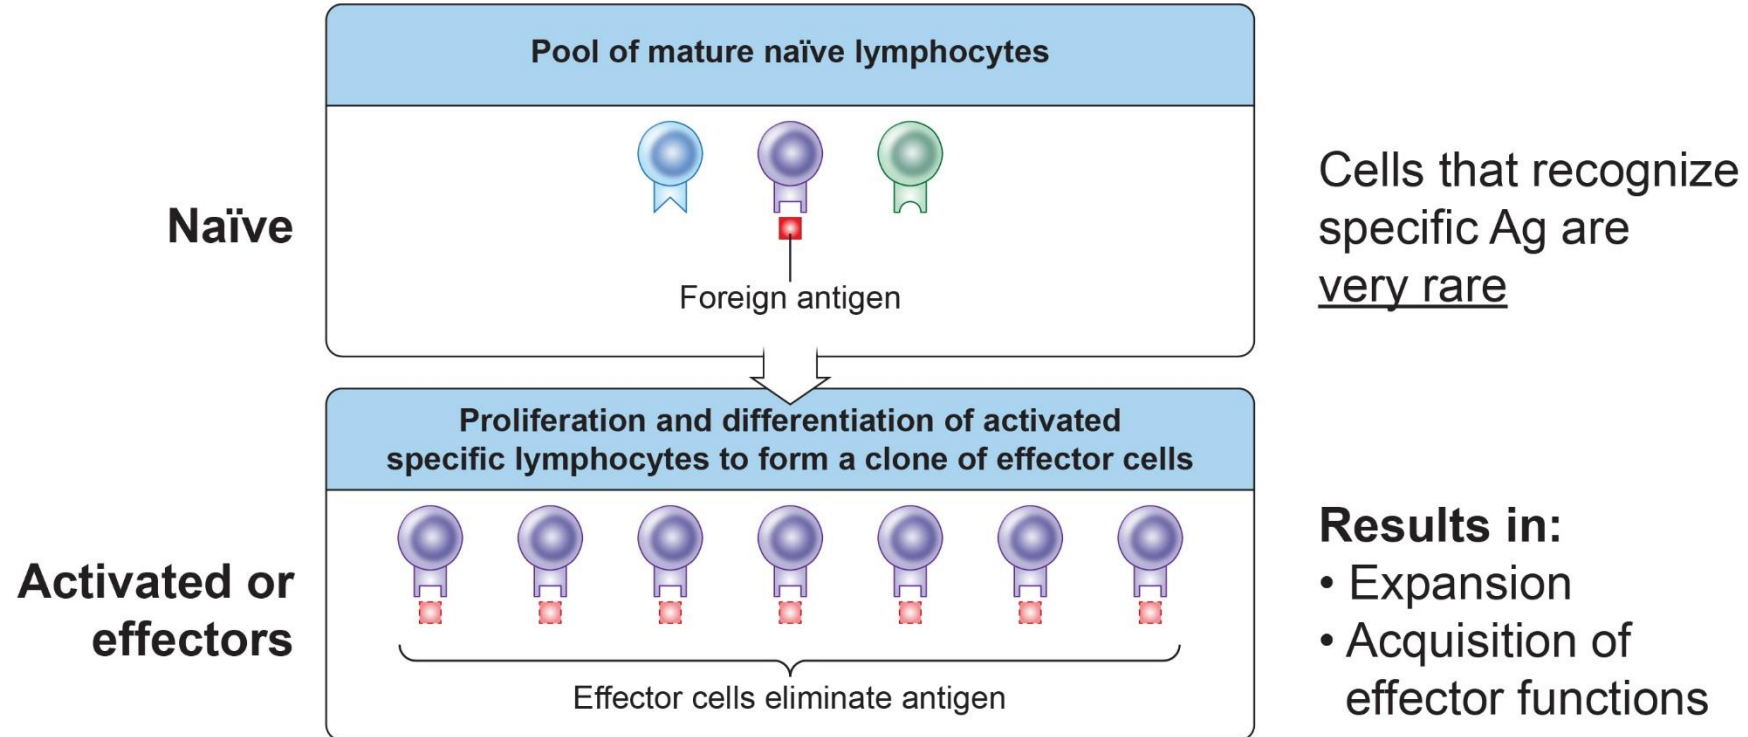 Pool of mature naïve lymphocytes
Naïve
Foreign antigen
Cells that recognize
specific Ag are
very rare
Proliferation and differentiation of activated
specific lymphocytes to form a clone of effector cells
Activated or
effectors
Effector cells eliminate antigen
Results in:
• Expansion
• Acquisition of
effector functions